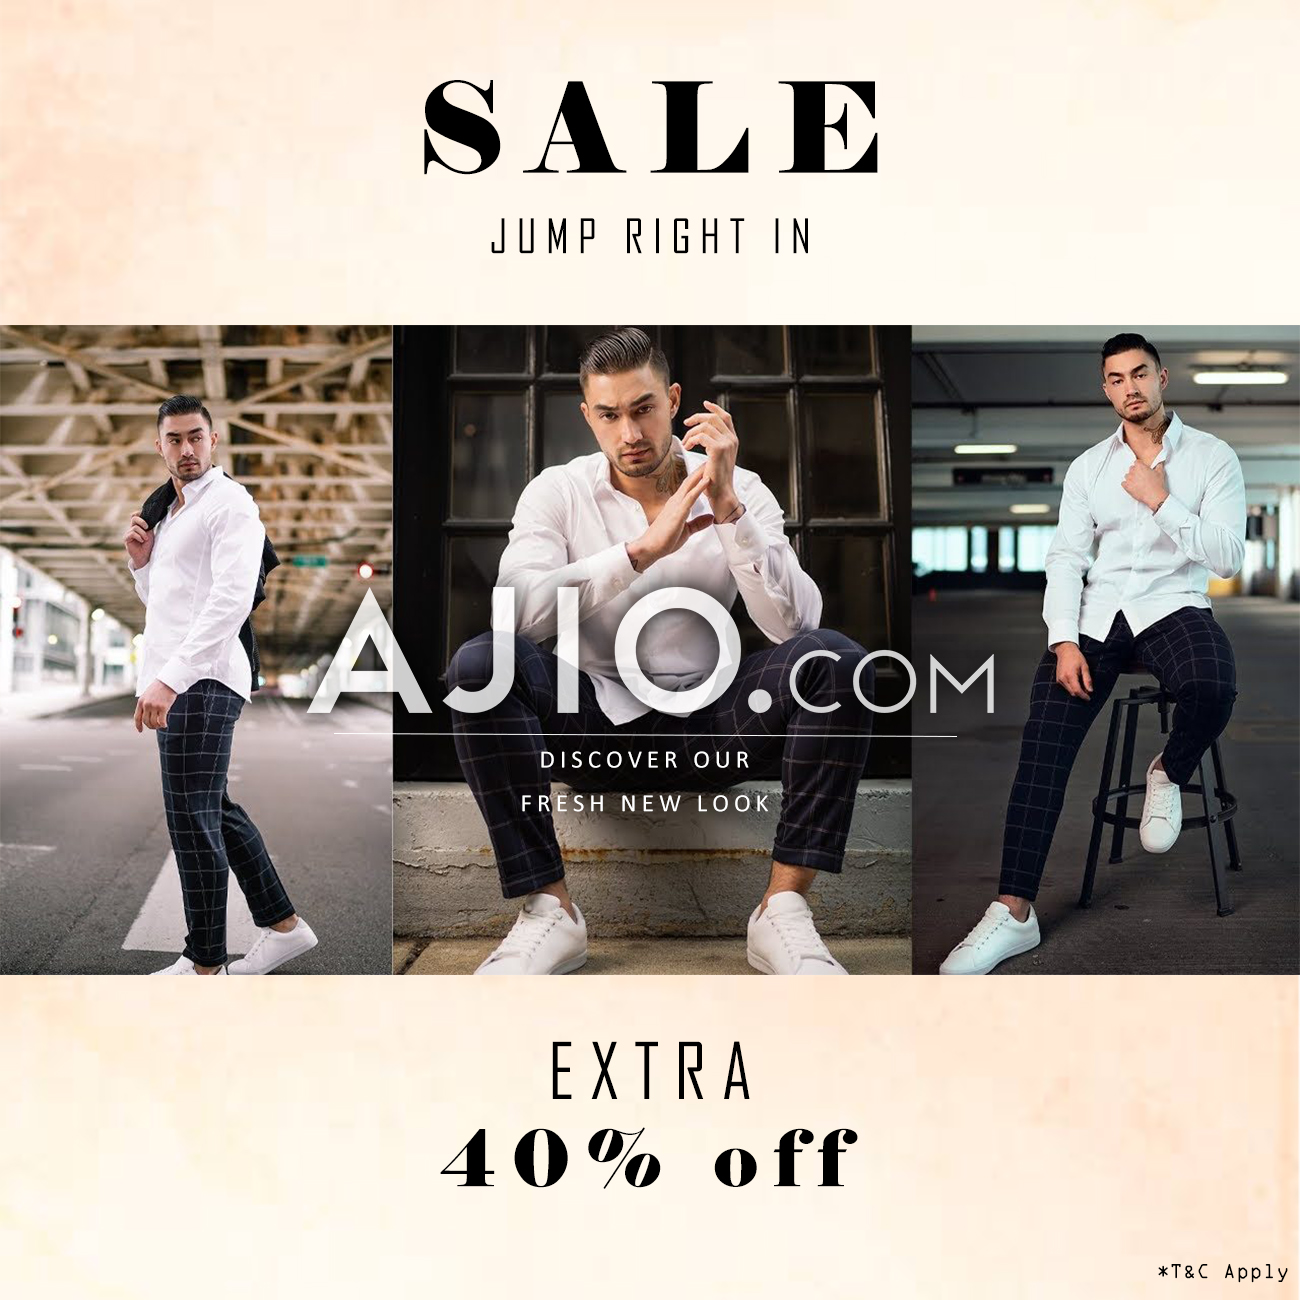 SALE
JUMP RIGHT IN
AJIO.COM
DISCOVER OUR
FRESH NEW LOOK
EXTRA
40% off
*T&C Apply